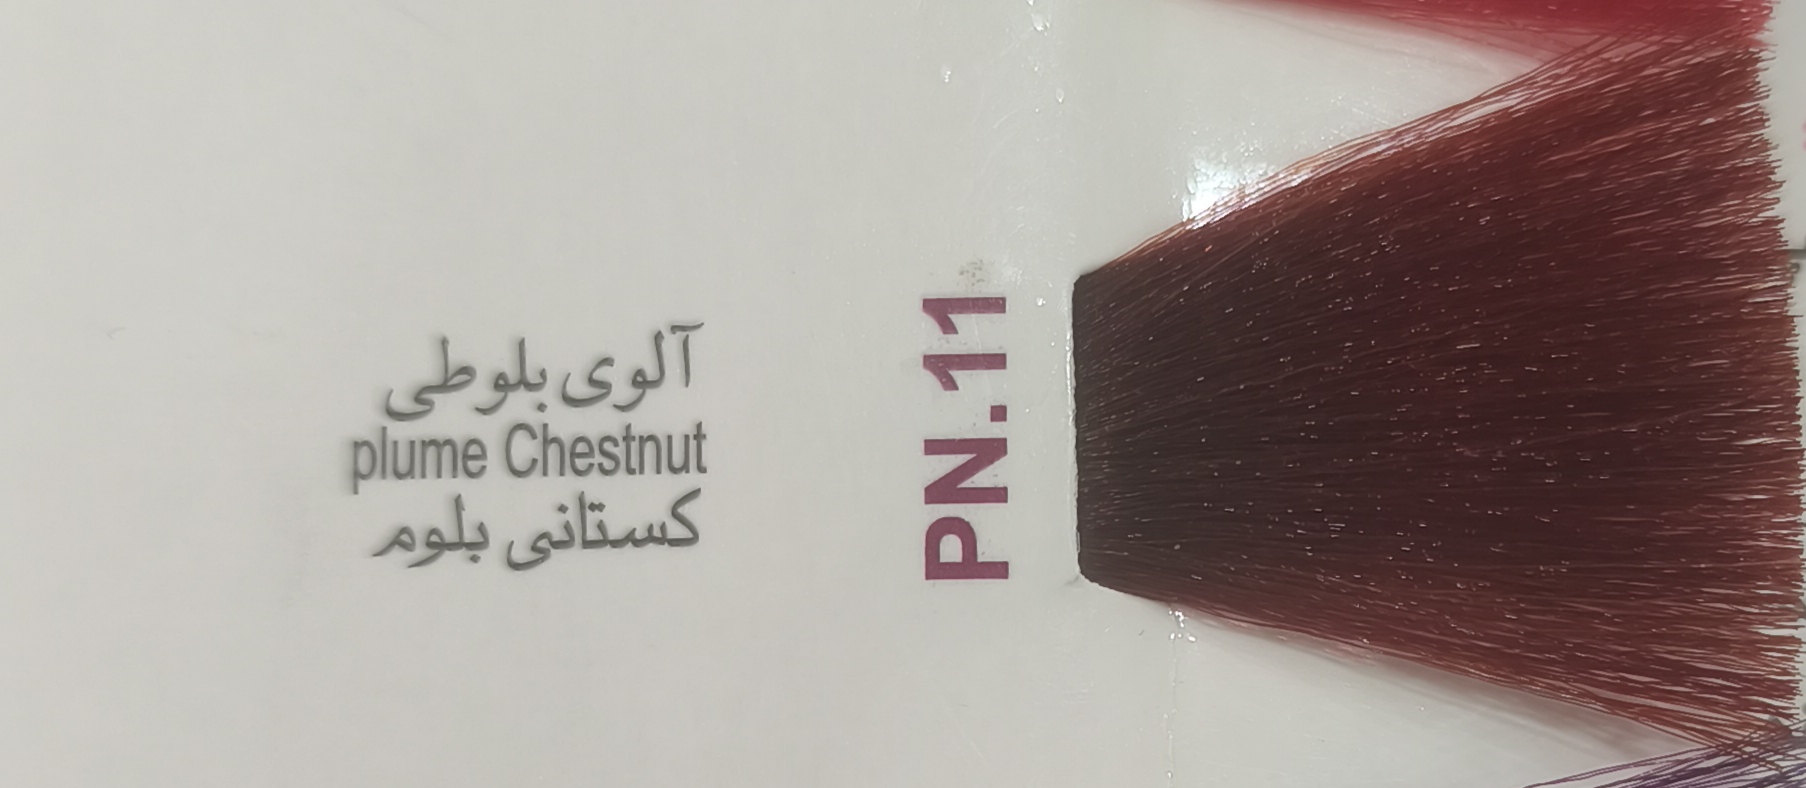 آلوی بلوطی
plume Chestnut
کستانی بلوم
PN.11